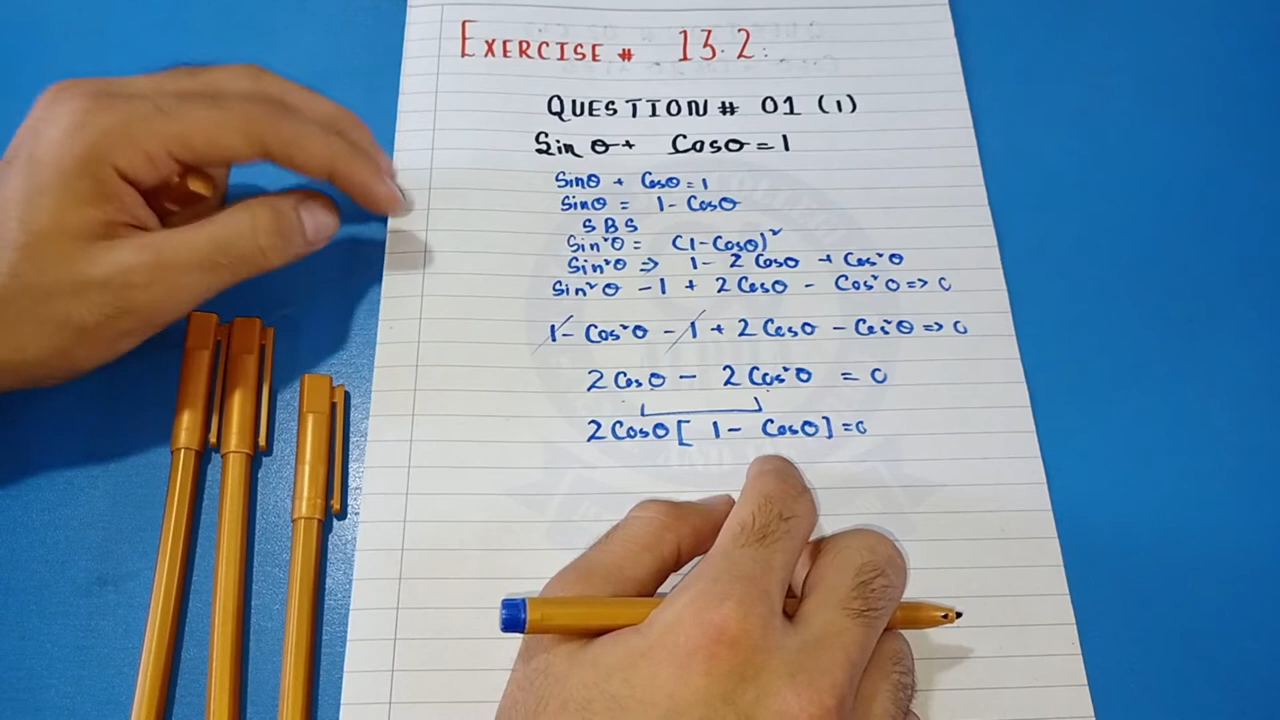 EXERCISE # 13.2:
QUESTION # 01 (1)
Sin θ + Cosθ = 1
Sinθ + Cosθ = 1
Sinθ = 1 - Cosθ
S B S
Sin²θ = (1-Cosθ)²
Sin²θ => 1 - 2 Cosθ + Cos²θ
Sin²θ - 1 + 2 Cosθ - Cos²θ => 0
1 - Cos²θ - 1 + 2 Cosθ - Cos²θ => 0
2 Cosθ - 2 Cos²θ = 0
2 Cosθ [ 1 - Cosθ ] = 0